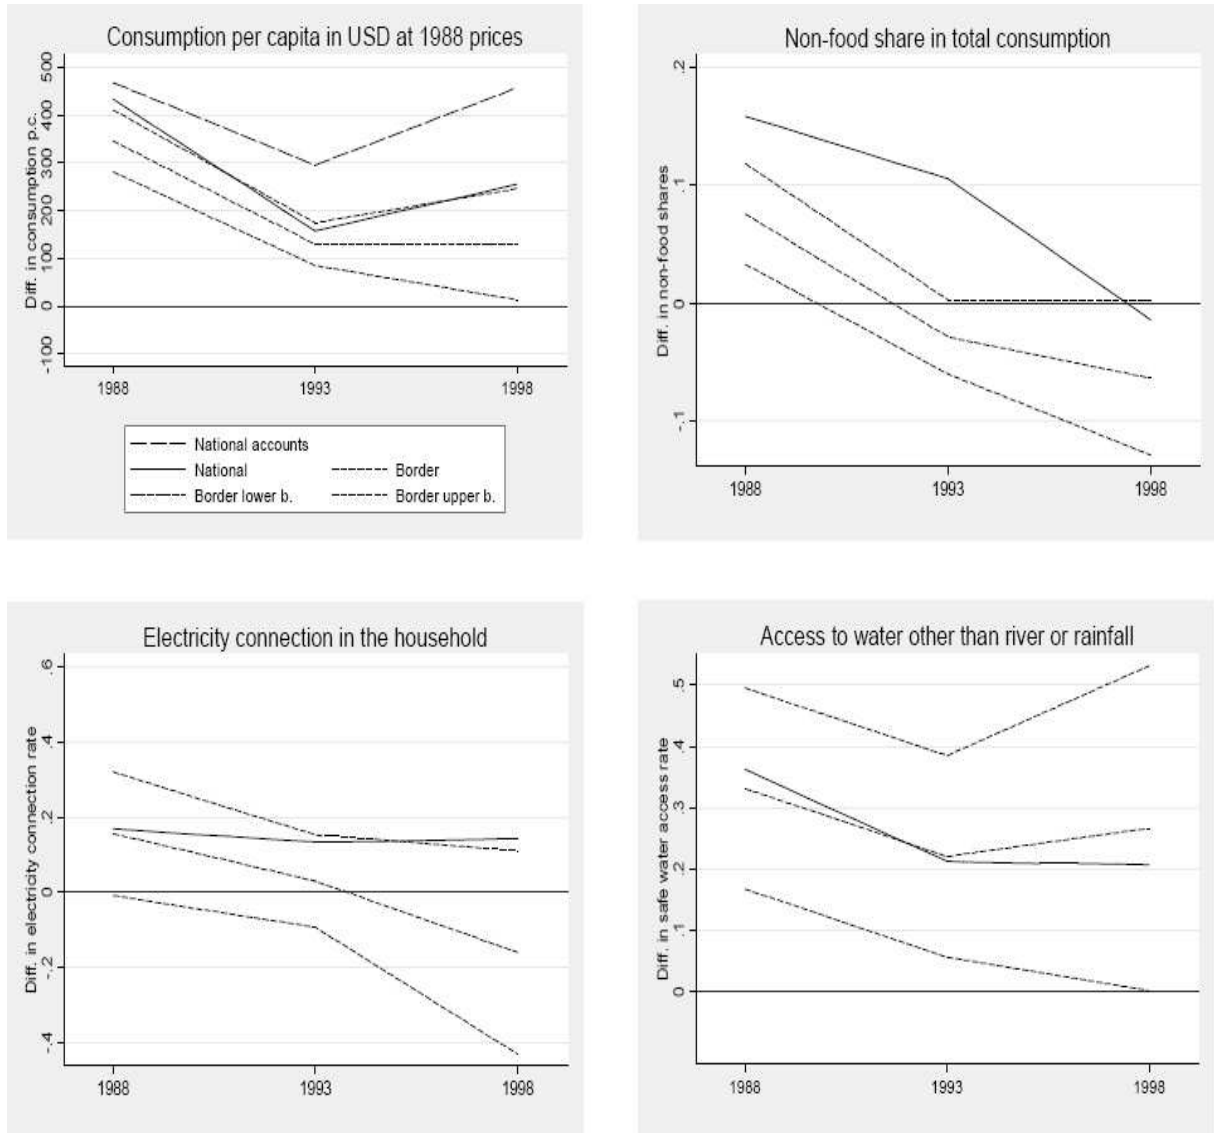 Consumption per capita in USD at 1988 prices
Diff. in consumption p.c.
500
400
300
200
100
0
-100
1988 1993 1998
National accounts
National Border
Border lower b. Border upper b.
Non-food share in total consumption
Diff. in non-food shares
.2
.1
0
-.1
1988 1993 1998
Electricity connection in the household
Diff. in electricity connection rate
.6
.4
.2
0
-.2
-.4
1988 1993 1998
Access to water other than river or rainfall
Diff. in safe water access rate
.5
.4
.3
.2
.1
0
1988 1993 1998